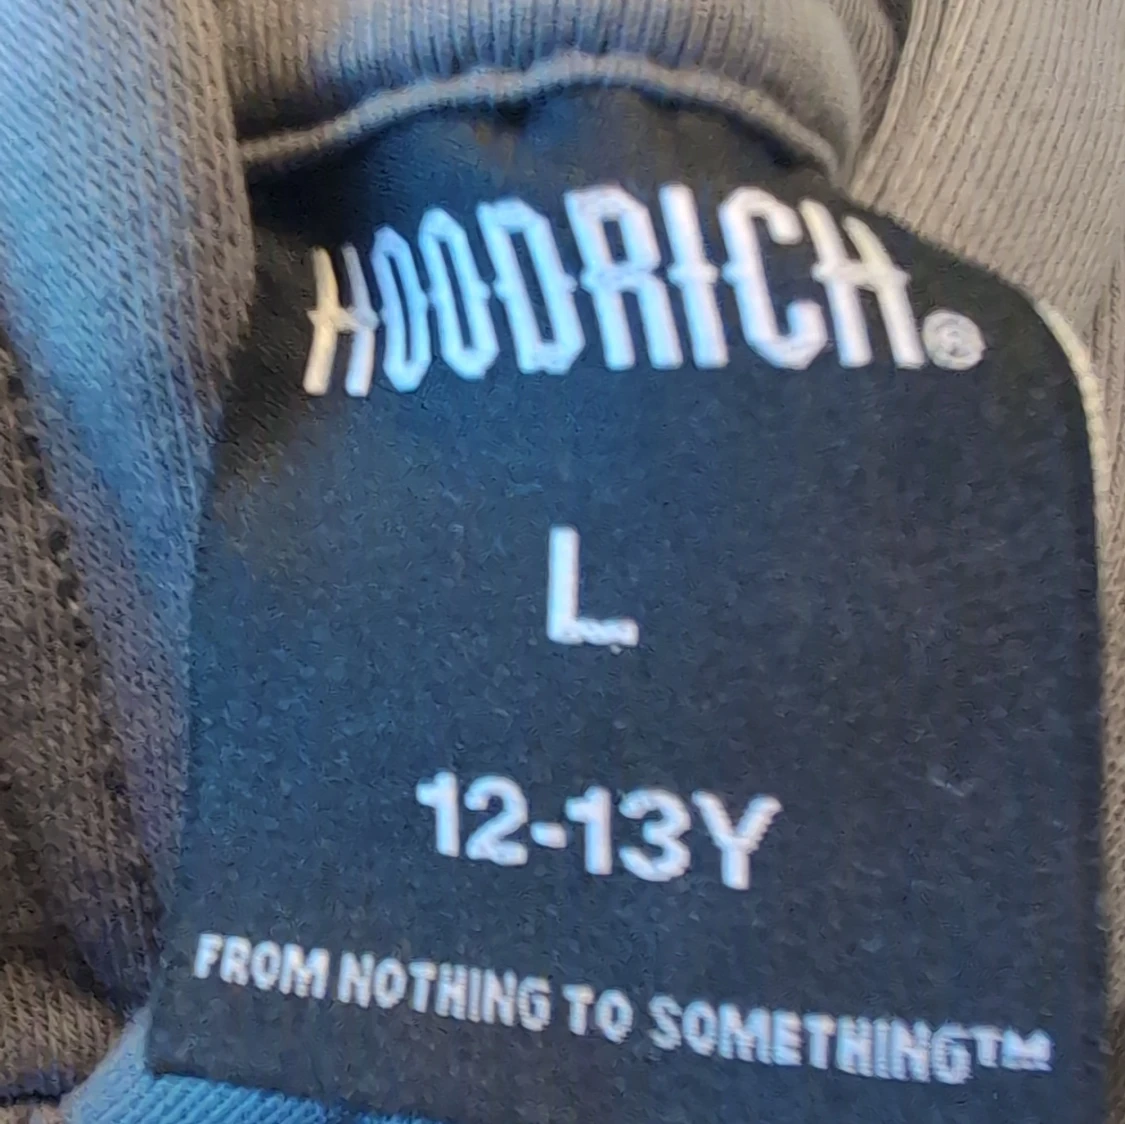 HOODRICH®
L
12-13Y
FROM NOTHING TO SOMETHING™